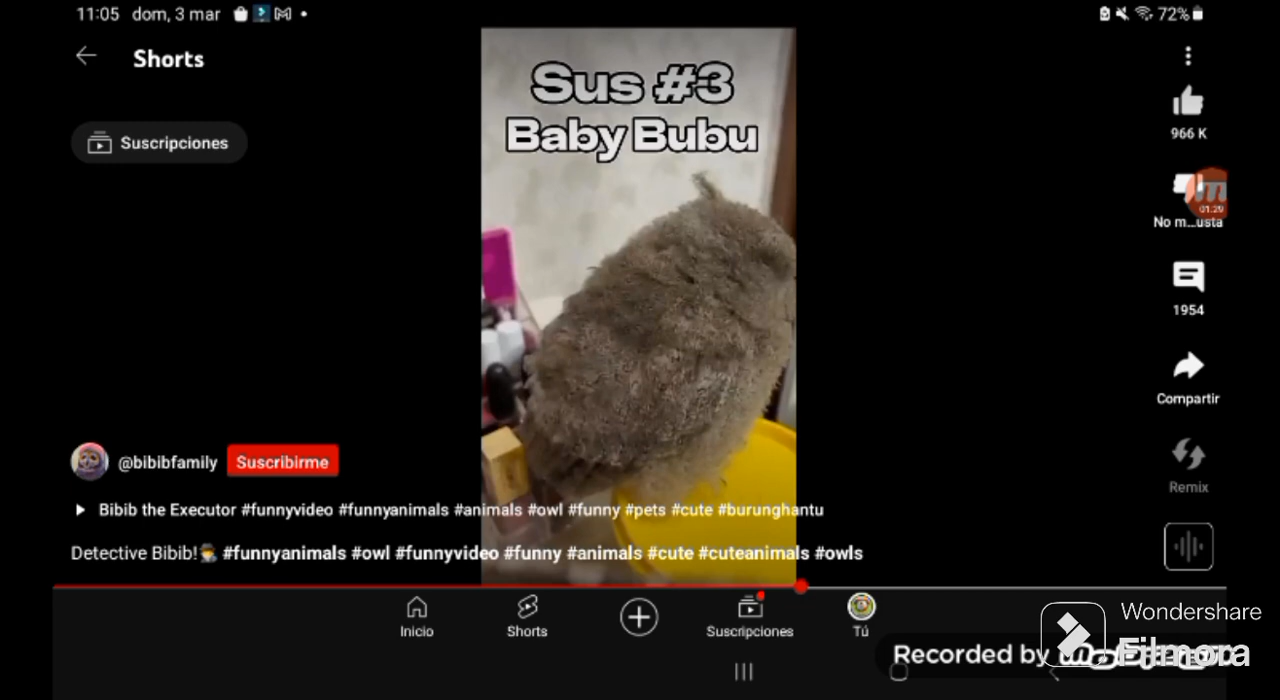 11:05 dom, 3 mar
72%
Shorts
Sus #3
Baby Bubu
Suscripciones
966 K
01:29
No m...usta
1954
Compartir
@bibibfamily Suscribirme
Remix
Bibib the Executor #funnyvideo #funnyanimals #animals #owl #funny #pets #cute #burunghantu
Detective Bibib! #funnyanimals #owl #funnyvideo #funny #animals #cute #cuteanimals #owls
Inicio
Shorts
Suscripciones
Tú
Wondershare
Filmora
Recorded by